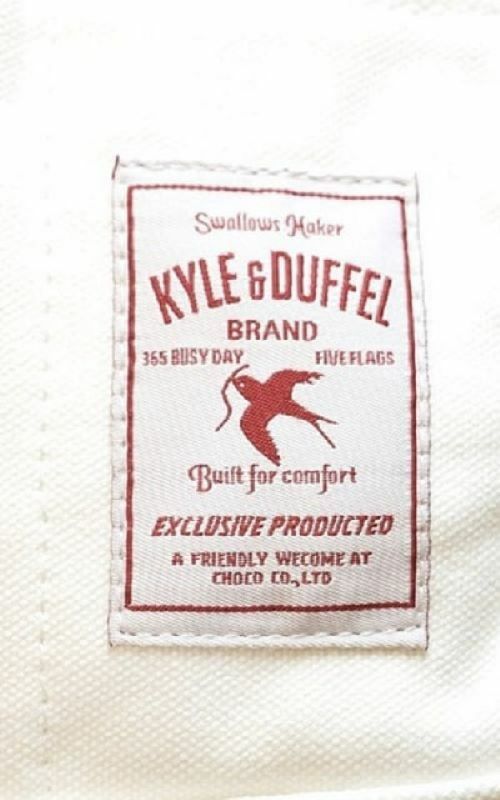 Swallows Maker
KYLE & DUFFEL
BRAND
365 BUSY DAY FIVE FLAGS
Built for comfort
EXCLUSIVE PRODUCTED
A FRIENDLY WECOME AT
CHOCO CO.,LTD